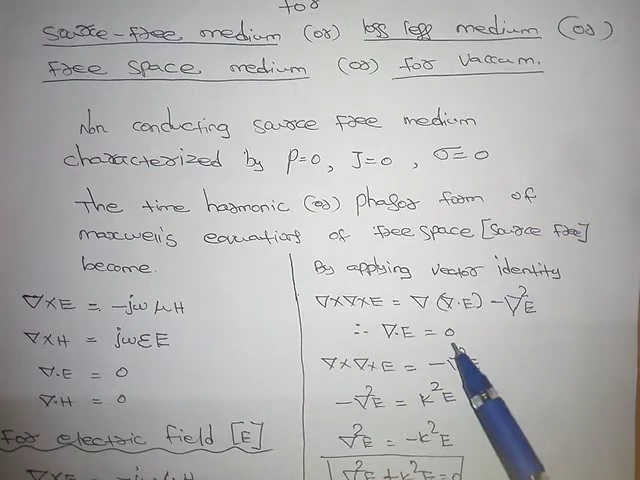 for
source-free medium (or) loss less medium (or)
free space medium (or) for vaccum.
Non conducting source free medium
characterized by ρ=0, J=0, σ=0
The time harmonic (or) phasor form of
maxwell's equations of free space [source free]
become.
∇×E = -jωμH
∇×H = jωεE
∇.E = 0
∇.H = 0
For electric field [E]
∇×E = -jωμH
By applying vector identity
∇×∇×E = ∇(∇.E) - ∇²E
∴ ∇.E = 0
∇×∇×E = -∇²E
-∇²E = k²E
∇²E = -k²E
∇²E + k²E = 0